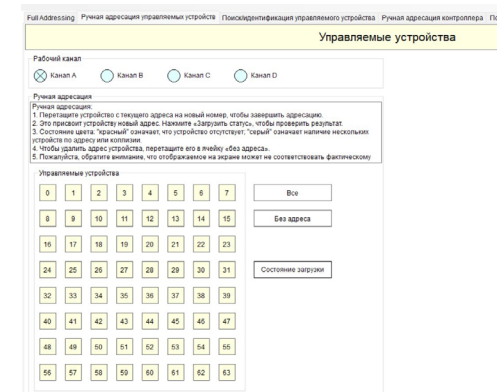 Full Addressing Ручная адресация управляемых устройств Поиск/идентификация управляемого устройства Ручная адресация контроллера По
Управляемые устройства
Рабочий канал
Канал A Канал B Канал C Канал D
Ручная адресация
Ручная адресация:
1. Перетащите устройство с текущего адреса на новый номер, чтобы завершить адресацию.
2. Это присвоит устройству новый адрес. Нажмите «Загрузить статус», чтобы проверить результат.
3. Состояние цвета: "красный" означает, что устройство отсутствует; "серый" означает наличие нескольких
устройств по адресу или коллизии.
4. Чтобы удалить адрес устройства, перетащите его в ячейку «без адреса».
5. Пожалуйста, обратите внимание, что отображаемое на экране может не соответствовать фактическому
Управляемые устройства
0 1 2 3 4 5 6 7 Все
8 9 10 11 12 13 14 15 Без адреса
16 17 18 19 20 21 22 23
24 25 26 27 28 29 30 31 Состояние загрузки
32 33 34 35 36 37 38 39
40 41 42 43 44 45 46 47
48 49 50 51 52 53 54 55
56 57 58 59 60 61 62 63